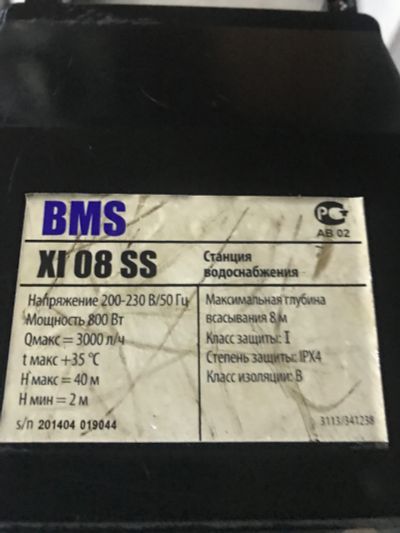 BMS
АВ 02
XI 08 SS
Станция
водоснабжения
Напряжение 200-230 В/50 Гц
Мощность 800 Вт
Qмакс = 3000 л/ч
t макс +35 °C
H макс = 40 м
H мин = 2 м
s/n 201404 019044
Максимальная глубина
всасывания 8 м
Класс защиты: I
Степень защиты: IPX4
Класс изоляции: B
3113/341238